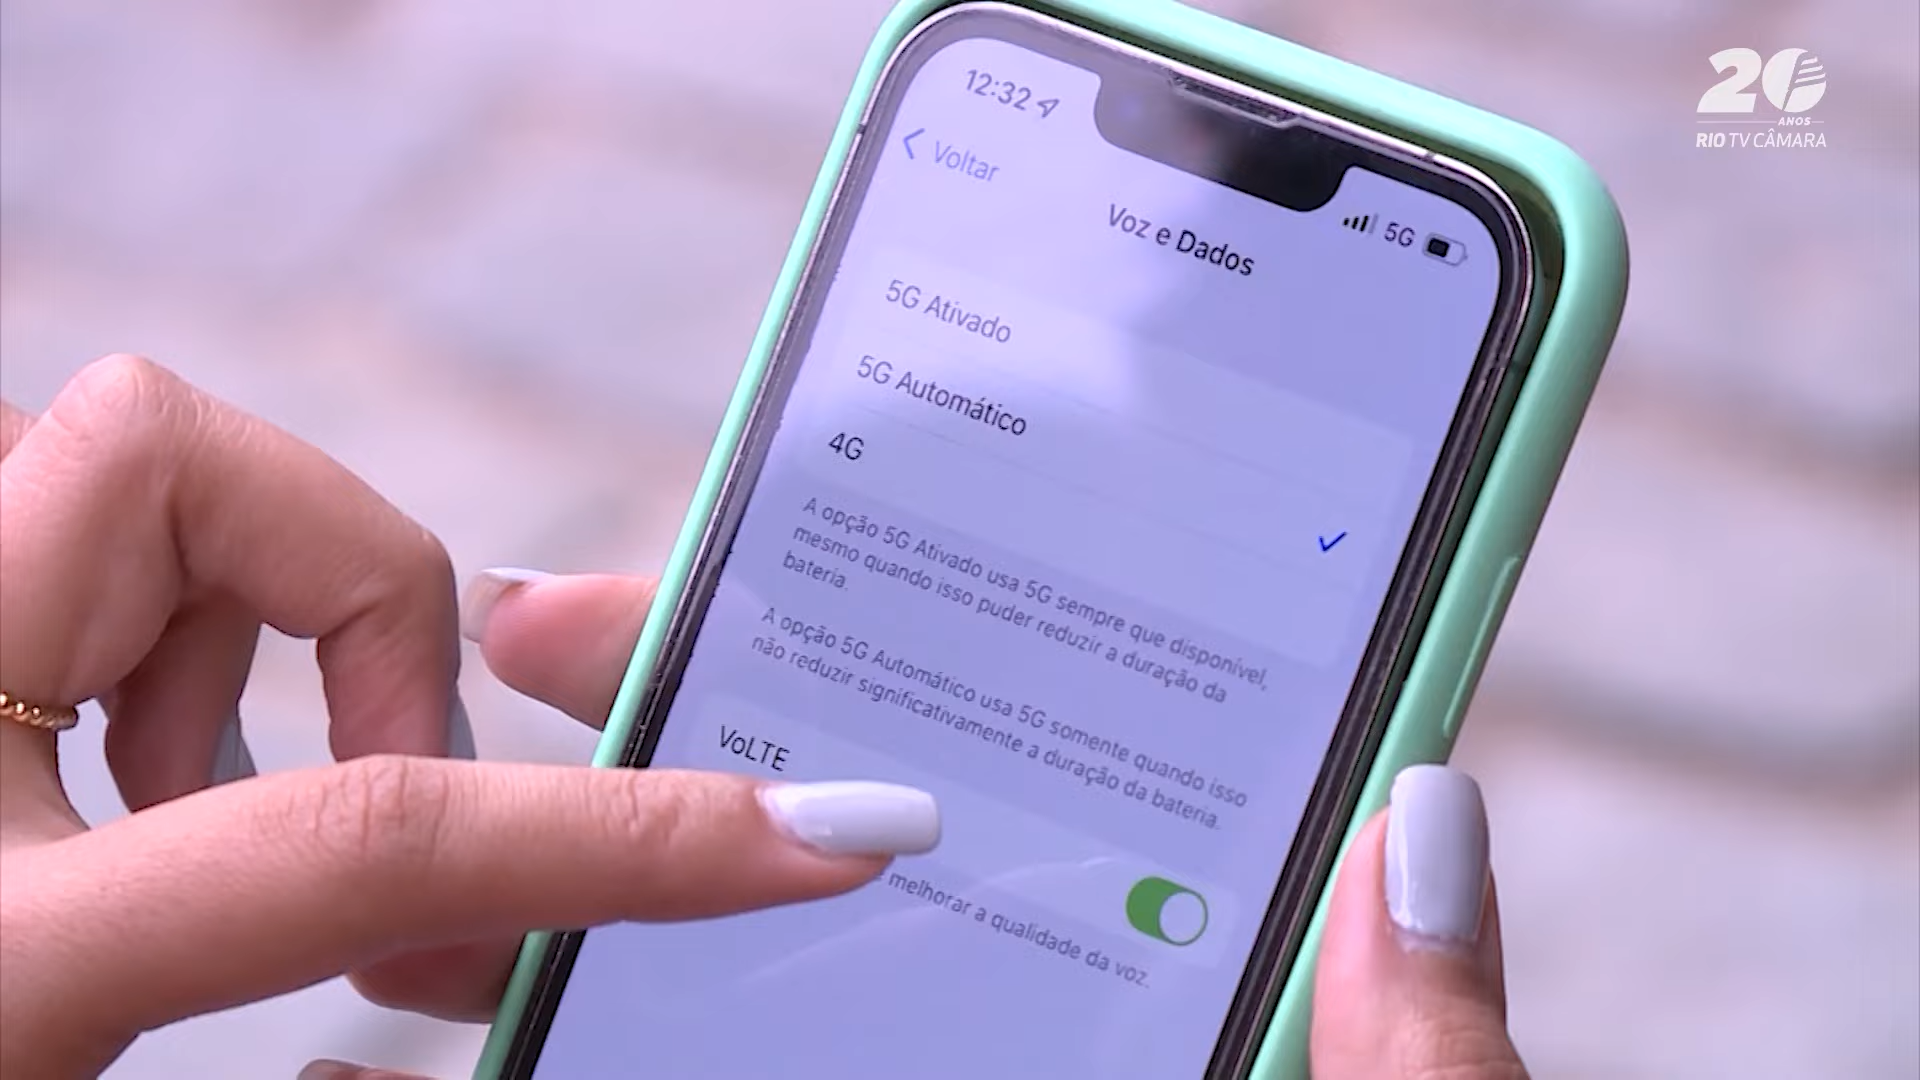 20
ANOS
RIO TV CÂMARA
12:32
5G
Voltar
Voz e Dados
5G Ativado
5G Automático
4G
A opção 5G Ativado usa 5G sempre que disponível,
mesmo quando isso puder reduzir a duração da
bateria.
A opção 5G Automático usa 5G somente quando isso
não reduzir significativamente a duração da bateria.
VoLTE
melhorar a qualidade da voz.